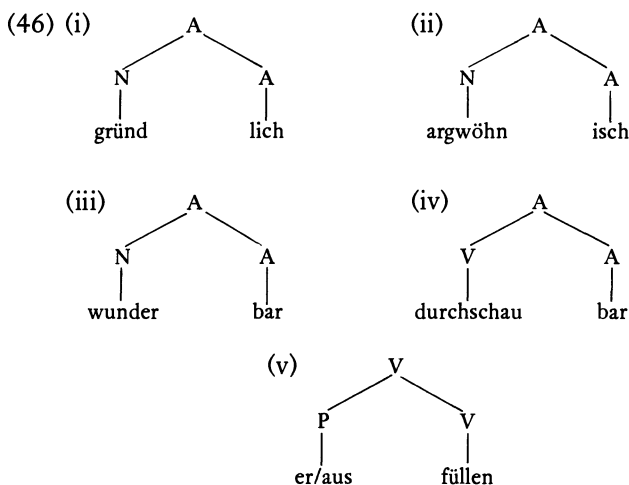 (46) (i) A (ii) A
N A N A
gründ lich argwöhn isch
(iii) A (iv) A
N A V A
wunder bar durchschau bar
(v) V
P V
er/aus füllen